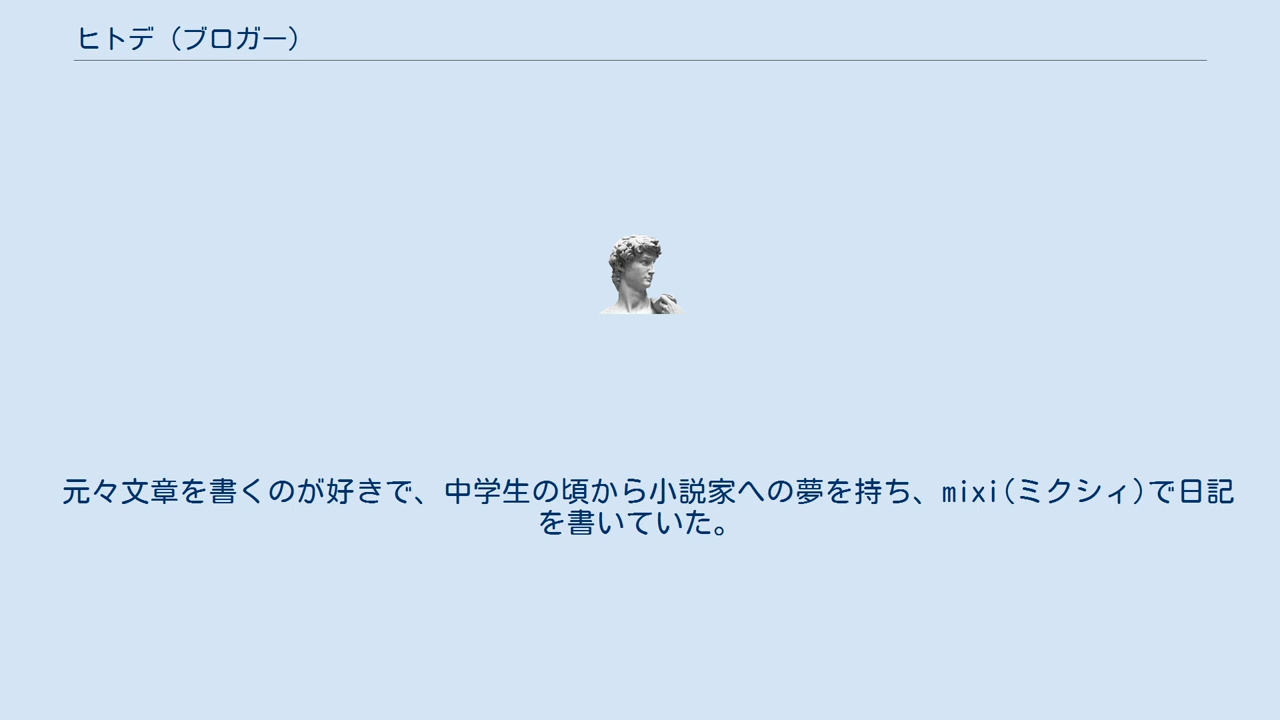 ヒトデ（ブロガー）
元々文章を書くのが好きで、中学生の頃から小説家への夢を持ち、mixi(ミクシィ)で日記
を書いていた。